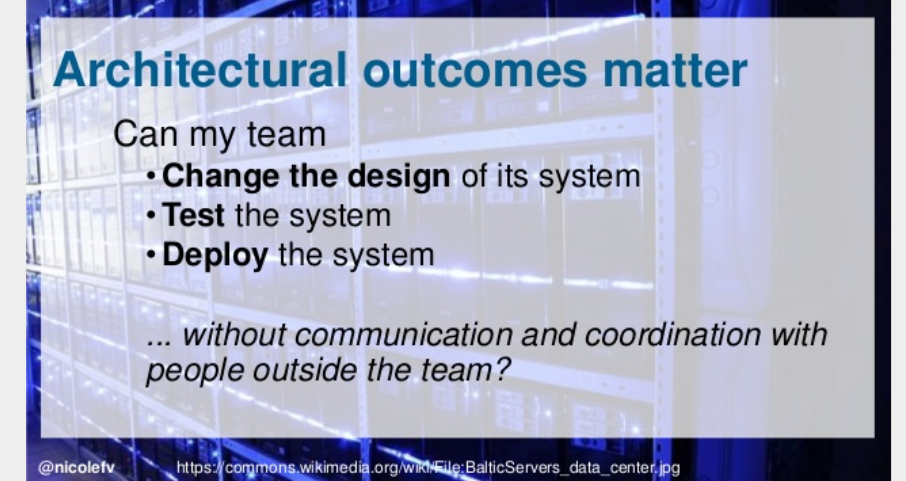 Architectural outcomes matter
Can my team
•Change the design of its system
•Test the system
•Deploy the system
... without communication and coordination with
people outside the team?
@nicolefv https://commons.wikimedia.org/wiki/File:BalticServers_data_center.jpg